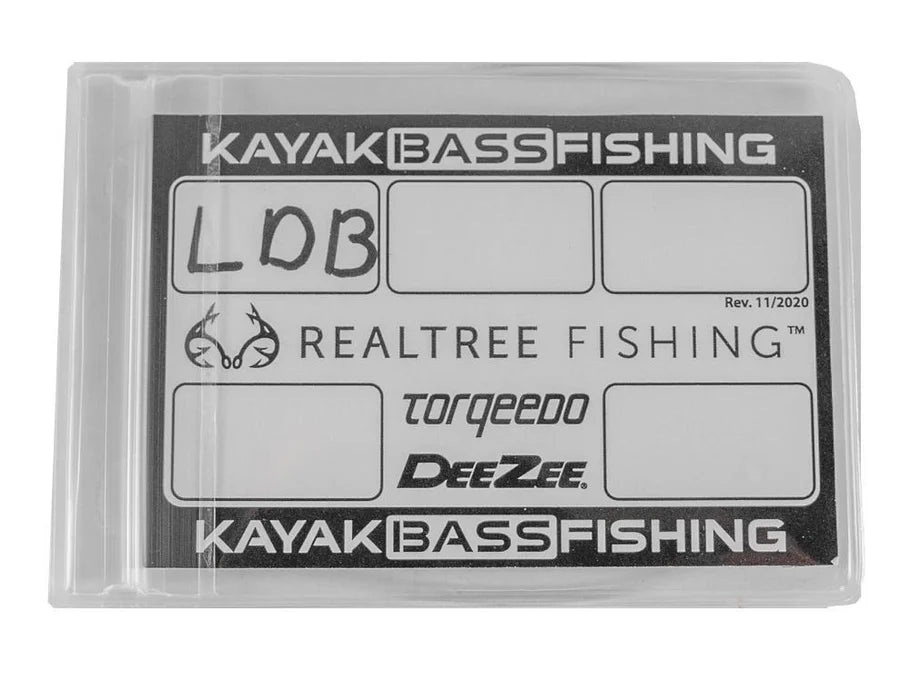 KAYAKBASSFISHING
LDB
Rev. 11/2020
REALTREE FISHING™
TORQEEDO
DEEZEE®
KAYAKBASSFISHING